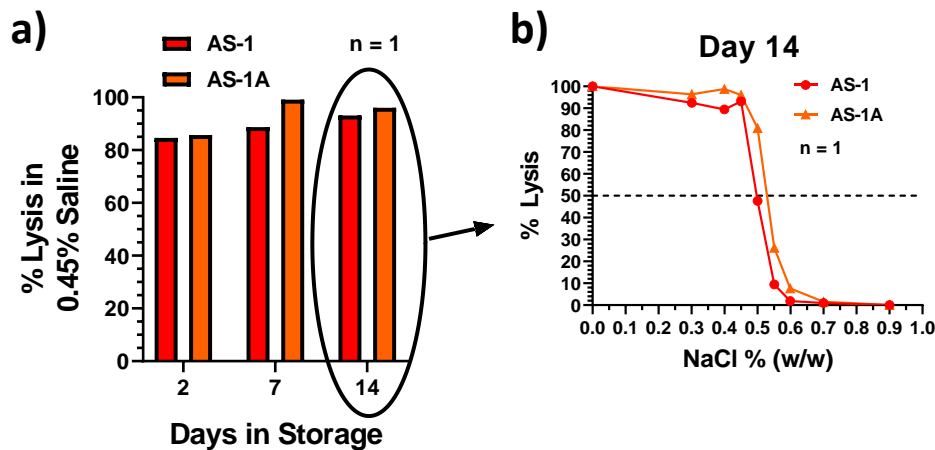 a)
AS-1
AS-1A
n = 1
% Lysis in
0.45% Saline
100
80
60
40
20
0
2 7 14
Days in Storage
b)
Day 14
AS-1
AS-1A
n = 1
% Lysis
100
90
80
70
60
50
40
30
20
10
0
0.0 0.1 0.2 0.3 0.4 0.5 0.6 0.7 0.8 0.9 1.0
NaCl % (w/w)